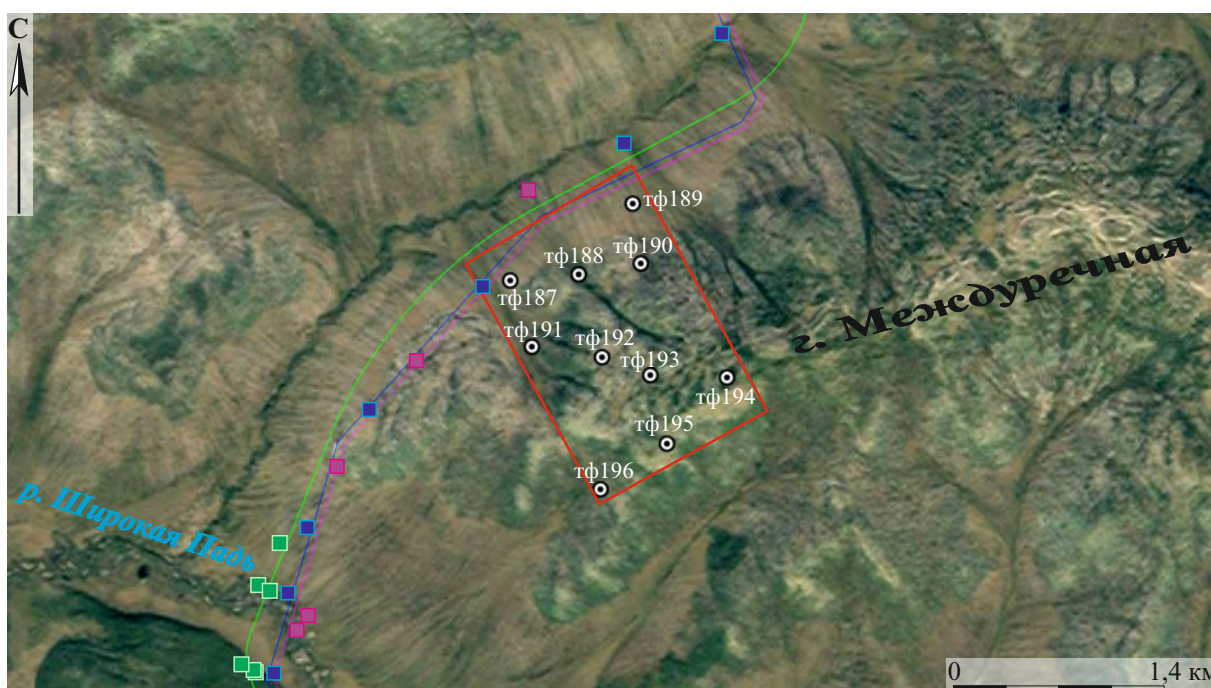 С
тф189
тф190
тф188
тф187
г. Междуречная
тф191
тф192
тф193
тф194
тф195
тф196
р. Широкая Падь
0 1,4 км